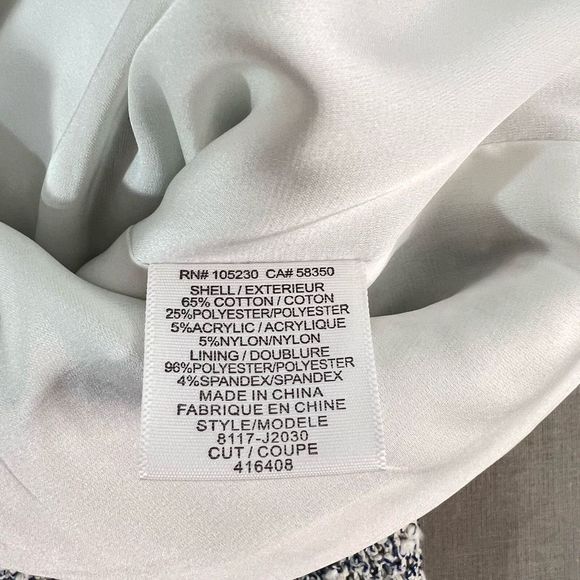 RN# 105230 CA# 58350
SHELL / EXTERIEUR
65% COTTON / COTON
25%POLYESTER/POLYESTER
5%ACRYLIC / ACRYLIQUE
5%NYLON/NYLON
LINING / DOUBLURE
96%POLYESTER/POLYESTER
4%SPANDEX/SPANDEX
MADE IN CHINA
FABRIQUE EN CHINE
STYLE/MODELE
8117-J2030
CUT / COUPE
416408